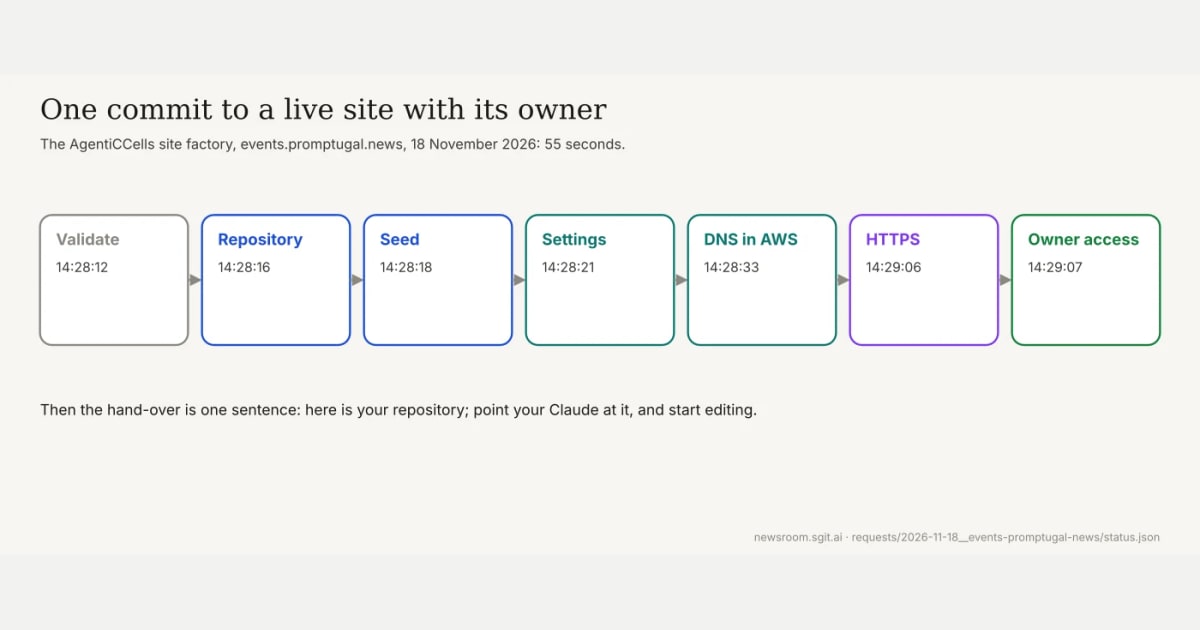 One commit to a live site with its owner
The AgentiCCells site factory, events.promptugal.news, 18 November 2026: 55 seconds.
Validate
14:28:12
Repository
14:28:16
Seed
14:28:18
Settings
14:28:21
DNS in AWS
14:28:33
HTTPS
14:29:06
Owner access
14:29:07
Then the hand-over is one sentence: here is your repository; point your Claude at it, and start editing.
newsroom.sgit.ai · requests/2026-11-18__events-promptugal-news/status.json